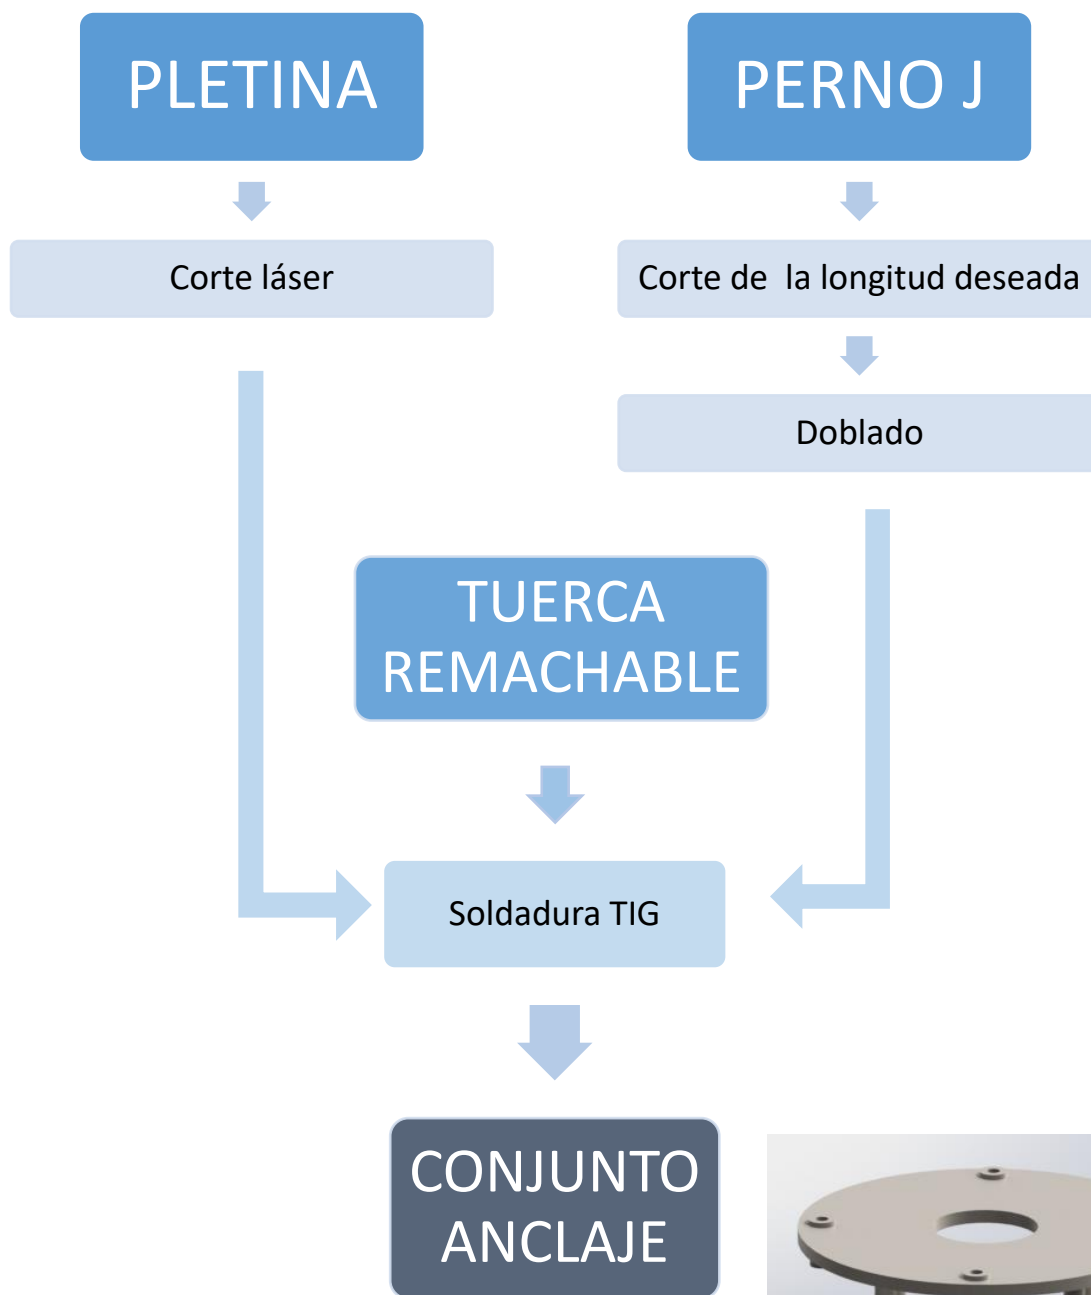 PLETINA
PERNO J
Corte láser
Corte de  la longitud deseada
Doblado
TUERCA
REMACHABLE
Soldadura TIG
CONJUNTO
ANCLAJE